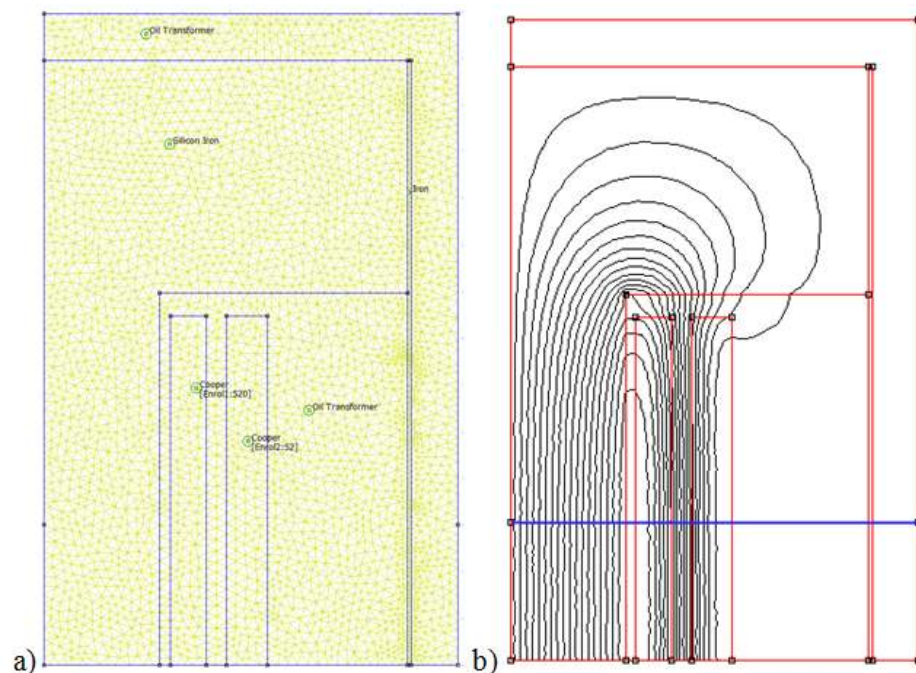 Oil Transformer
Silicon Iron
Iron
Cooper
[Enrol1:520]
Oil Transformer
Cooper
[Enrol2:52]
a)
b)